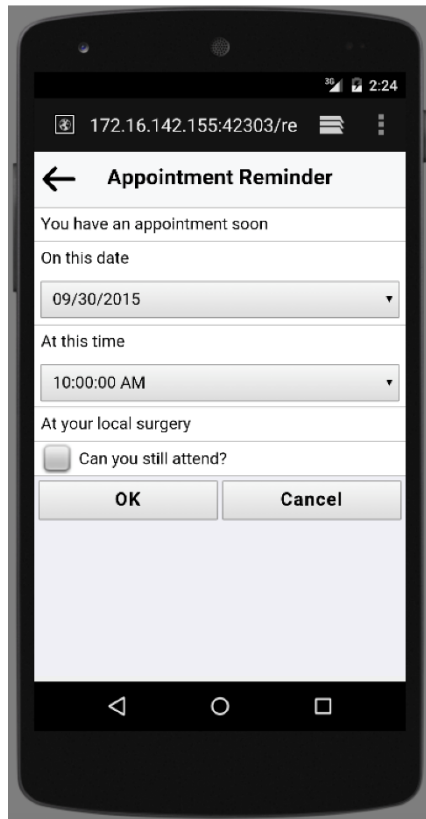 3G 2:24
172.16.142.155:42303/re
Appointment Reminder
You have an appointment soon
On this date
09/30/2015
At this time
10:00:00 AM
At your local surgery
Can you still attend?
OK Cancel